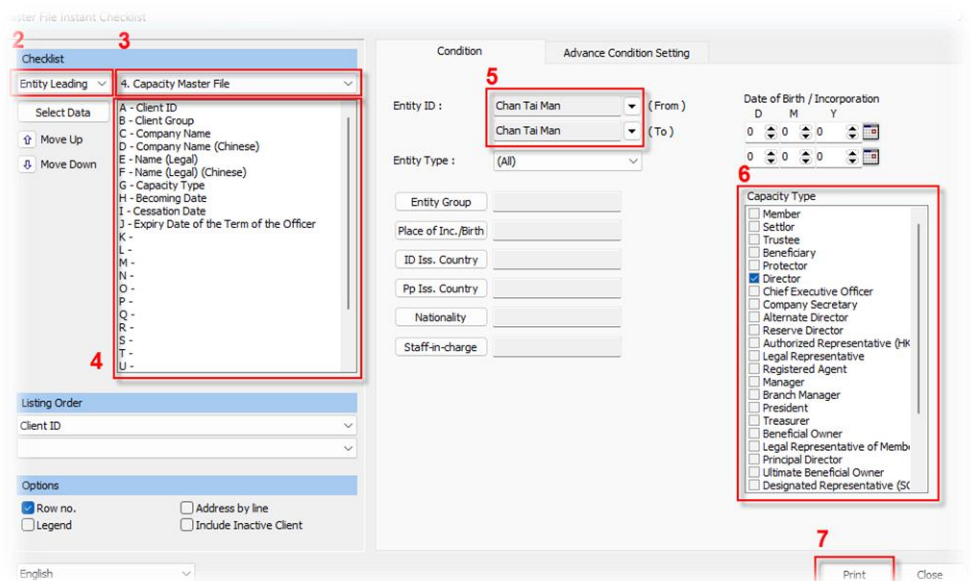 Master File Instant Checklist
2
3
Checklist
Entity Leading
4. Capacity Master File
Select Data
Move Up
Move Down
A - Client ID
B - Client Group
C - Company Name
D - Company Name (Chinese)
E - Name (Legal)
F - Name (Legal) (Chinese)
G - Capacity Type
H - Becoming Date
I - Cessation Date
J - Expiry Date of the Term of the Officer
K -
L -
M -
N -
O -
P -
Q -
R -
S -
T -
U -
4
Listing Order
Client ID
Options
Row no.
Address by line
Legend
Include Inactive Client
English
Condition
Advance Condition Setting
5
Entity ID :
Chan Tai Man
( From )
Chan Tai Man
( To )
Entity Type :
(All)
Entity Group
Place of Inc./Birth
ID Iss. Country
Pp Iss. Country
Nationality
Staff-in-charge
Date of Birth / Incorporation
D M Y
0 0 0
0 0 0
6
Capacity Type
Member
Settlor
Trustee
Beneficiary
Protector
Director
Chief Executive Officer
Company Secretary
Alternate Director
Reserve Director
Authorized Representative (HK
Legal Representative
Registered Agent
Manager
Branch Manager
President
Treasurer
Beneficial Owner
Legal Representative of Membe
Principal Director
Ultimate Beneficial Owner
Designated Representative (SC
7
Print
Close